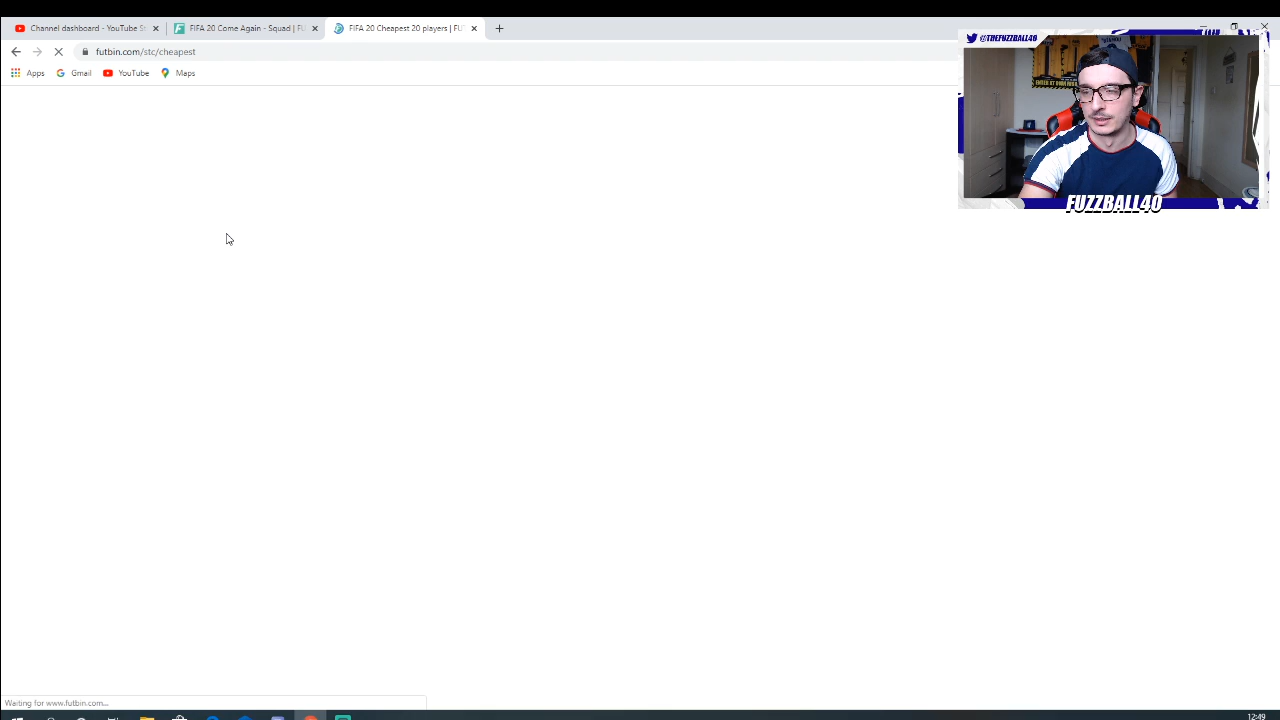 Channel dashboard - YouTube St
FIFA 20 Come Again - Squad | FU
FIFA 20 Cheapest 20 players | FUT
futbin.com/stc/cheapest
Apps
Gmail
YouTube
Maps
@THEFUZZBALL40
FUZZBALL40
Waiting for www.futbin.com...
12:49